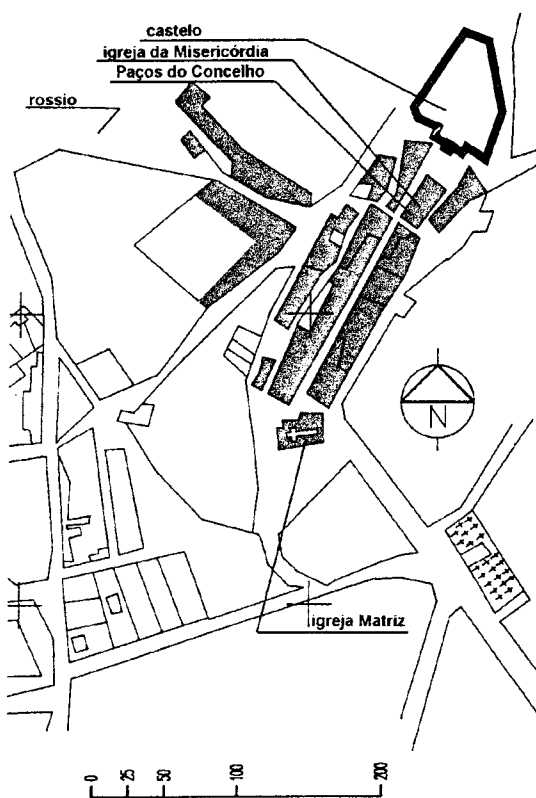 castelo
igreja da Misericórdia
Paços do Concelho
rossio
N
igreja Matriz
0 25 50 100 200